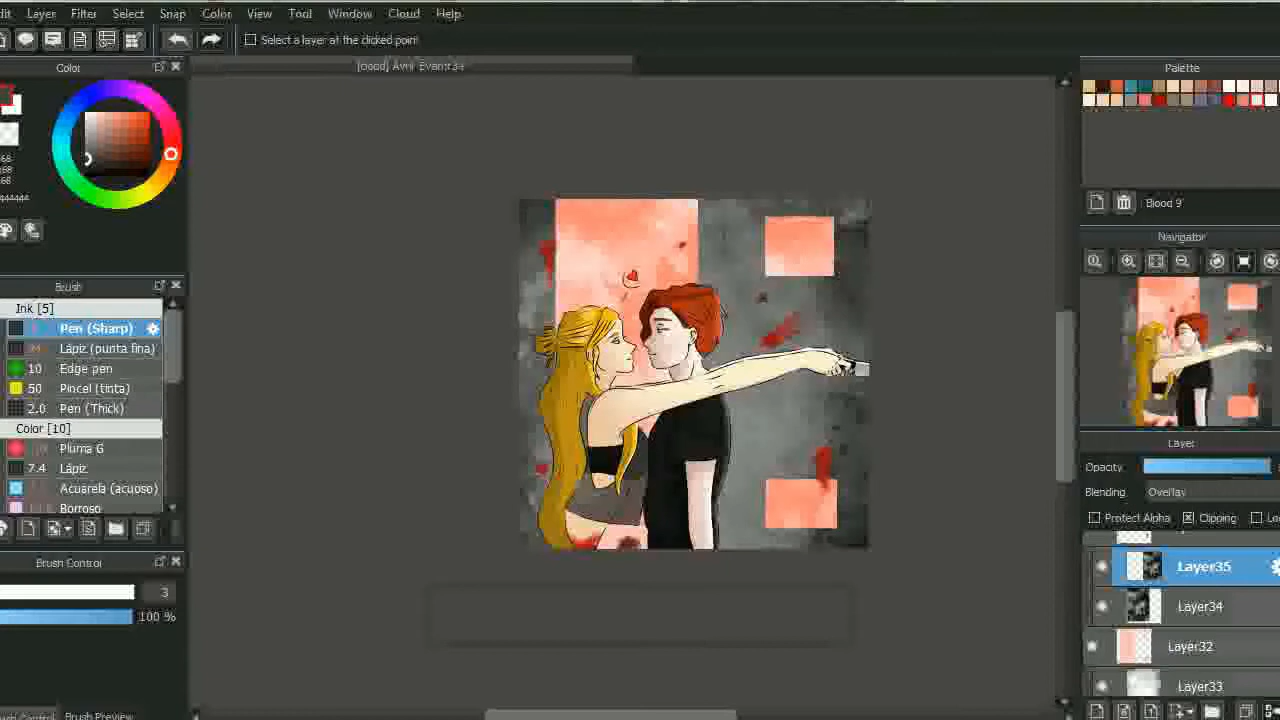 Layer Filter Select Snap Color View Tool Window Cloud Help
Select a layer at the clicked point
Color
Palette
Blood 9
Navigator
Brush
Ink [5]
Pen (Sharp)
Lápiz (punta fina)
10 Edge pen
50 Pincel (tinta)
2.0 Pen (Thick)
Color [10]
Pluma G
7.4 Lápiz
Acuarela (acuoso)
Borroso
Brush Control
3
100 %
Brush Preview
Layer
Opacity
Blending Overlay
Protect Alpha Clipping
Layer35
Layer34
Layer32
Layer33